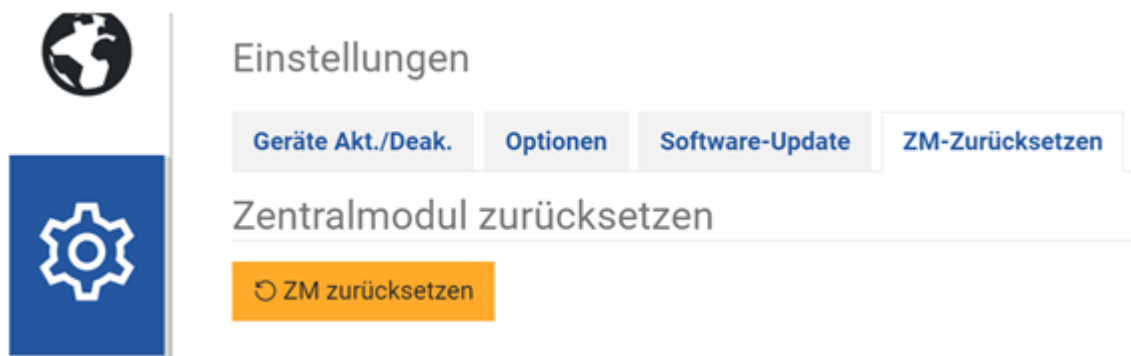 Einstellungen
Geräte Akt./Deak. Optionen Software-Update ZM-Zurücksetzen
Zentralmodul zurücksetzen
ZM zurücksetzen